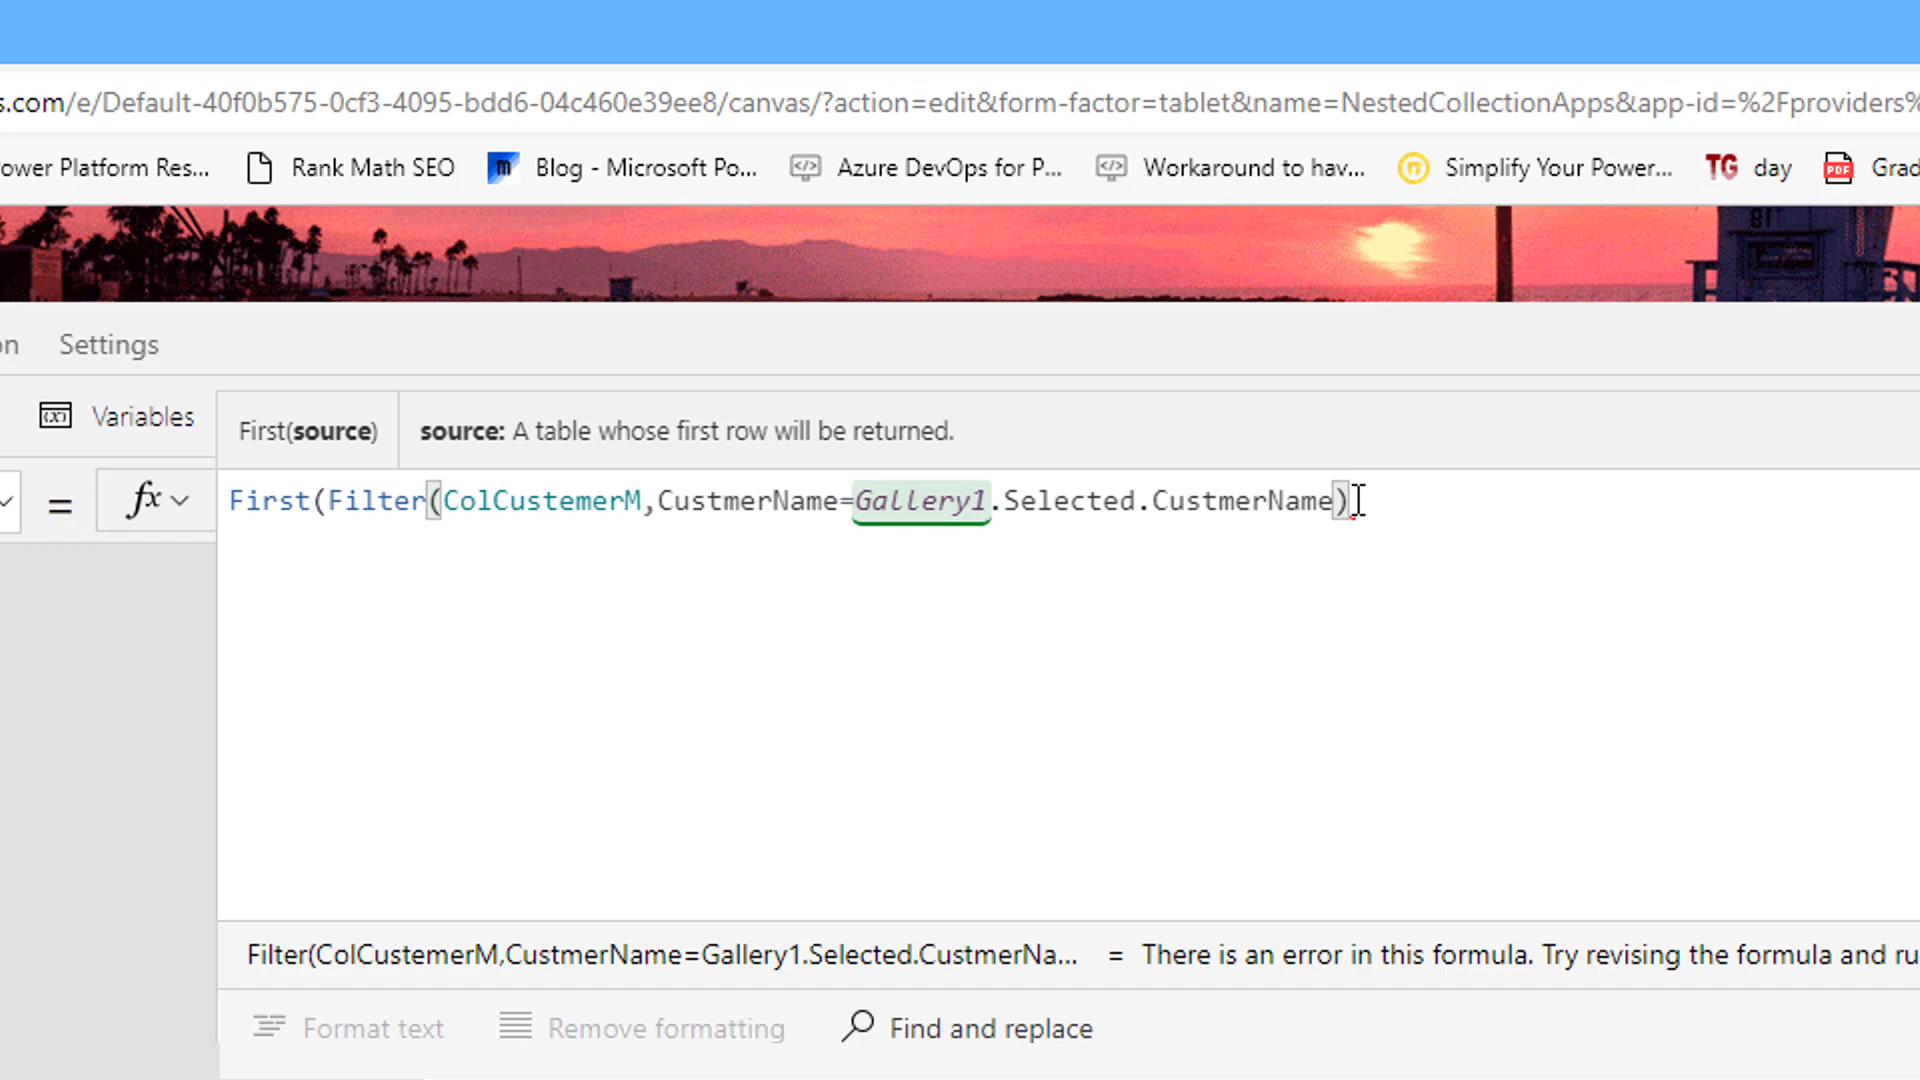 s.com/e/Default-40f0b575-0cf3-4095-bdd6-04c460e39ee8/canvas/?action=edit&form-factor=tablet&name=NestedCollectionApps&app-id=%2Fproviders%
ower Platform Res... Rank Math SEO Blog - Microsoft Po... Azure DevOps for P... Workaround to hav... Simplify Your Power... TG day PDF Grad
on Settings
(x) Variables First(source) source: A table whose first row will be returned.
= fx First(Filter(ColCustemerM,CustmerName=Gallery1.Selected.CustmerName)
Filter(ColCustemerM,CustmerName=Gallery1.Selected.CustmerNa... = There is an error in this formula. Try revising the formula and ru
Format text Remove formatting Find and replace